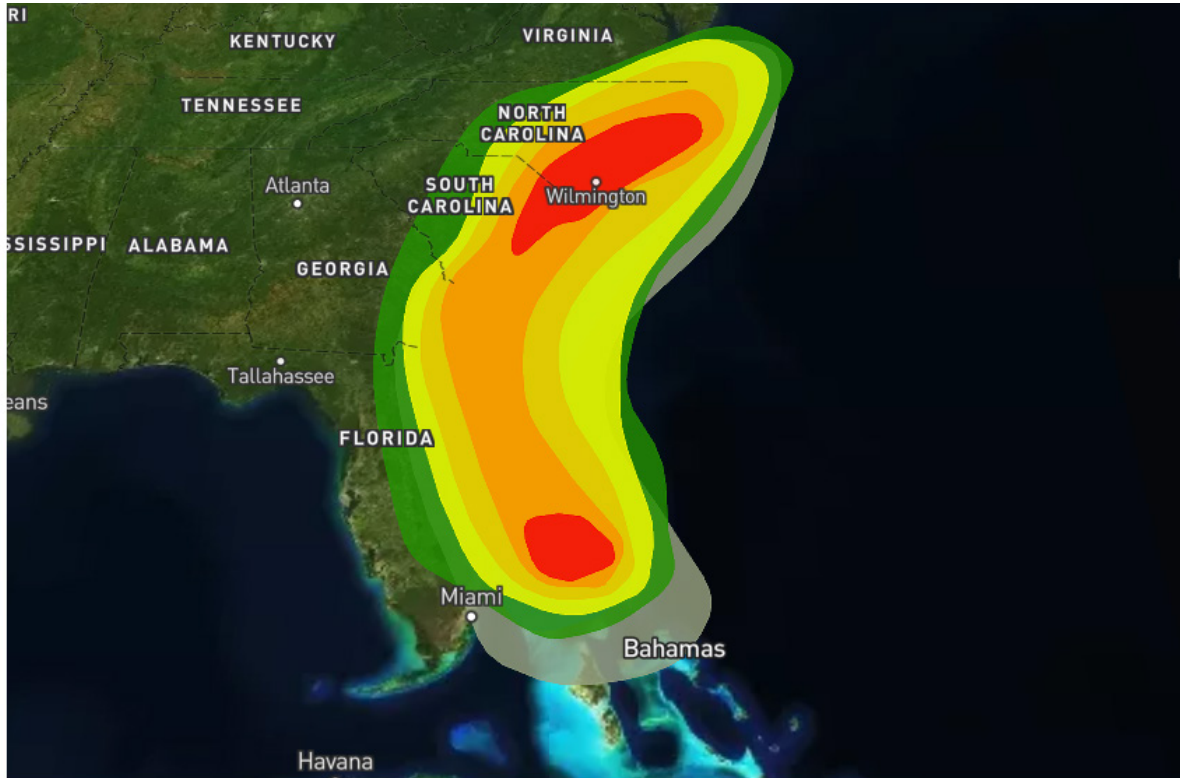 RI
KENTUCKY
VIRGINIA
TENNESSEE
NORTH
CAROLINA
Atlanta
SOUTH
CAROLINA
Wilmington
SSISSIPPI
ALABAMA
GEORGIA
Tallahassee
eans
FLORIDA
Miami
Bahamas
Havana